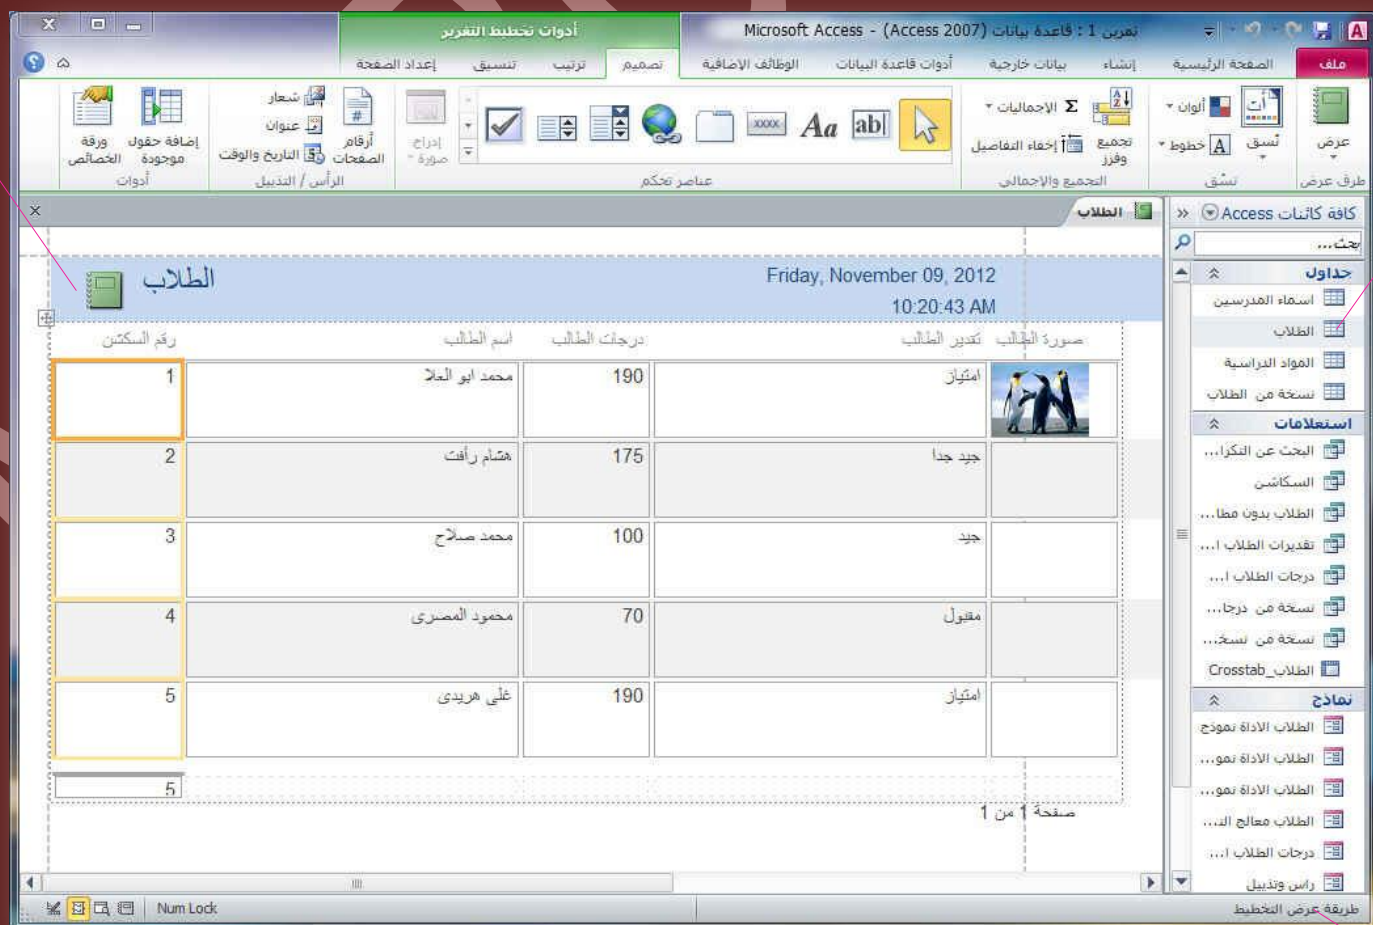 تمرين 1 : قاعدة بيانات (Access 2007) - Microsoft Access
أدوات تخطيط التقرير
ملف
الصفحة الرئيسية
إنشاء
بيانات خارجية
أدوات قاعدة البيانات
الوظائف الإضافية
تصميم
ترتيب
تنسيق
إعداد الصفحة
عرض
طرق عرض
أت
نُسق
ألوان
خطوط
A
نسُق
تجميع وفرز
Σ الإجماليات
إخفاء التفاصيل
التجميع والإجمالي
ab|
Aa
xxxx
عناصر تحكم
إدراج صورة
أرقام الصفحات
شعار
عنوان
التاريخ والوقت
الرأس / التذييل
إضافة حقول موجودة
ورقة الخصائص
أدوات
كافة كائنات Access
بحث...
جداول
اسماء المدرسين
الطلاب
المواد الدراسية
نسخة من الطلاب
استعلامات
البحث عن التكرا...
السكاشن
الطلاب بدون مطا...
تقديرات الطلاب ا...
درجات الطلاب ا...
نسخة من درجا...
نسخة من نسخ...
الطلاب_Crosstab
نماذج
الطلاب الاداة نموذج
الطلاب الاداة نمو...
الطلاب الاداة نمو...
الطلاب معالج الن...
درجات الطلاب ا...
راس وتذييل
الطلاب
الطلاب
Friday, November 09, 2012
10:20:43 AM
صورة الطالب تقدير الطالب درجات الطالب اسم الطالب رقم السكشن
امتياز 190 محمد ابو العلا 1
جيد جدا 175 هشام رأفت 2
جيد 100 محمد صلاح 3
مقبول 70 محمود المصرى 4
امتياز 190 على هريدى 5
5
صفحة 1 من 1
طريقة عرض التخطيط
Num Lock